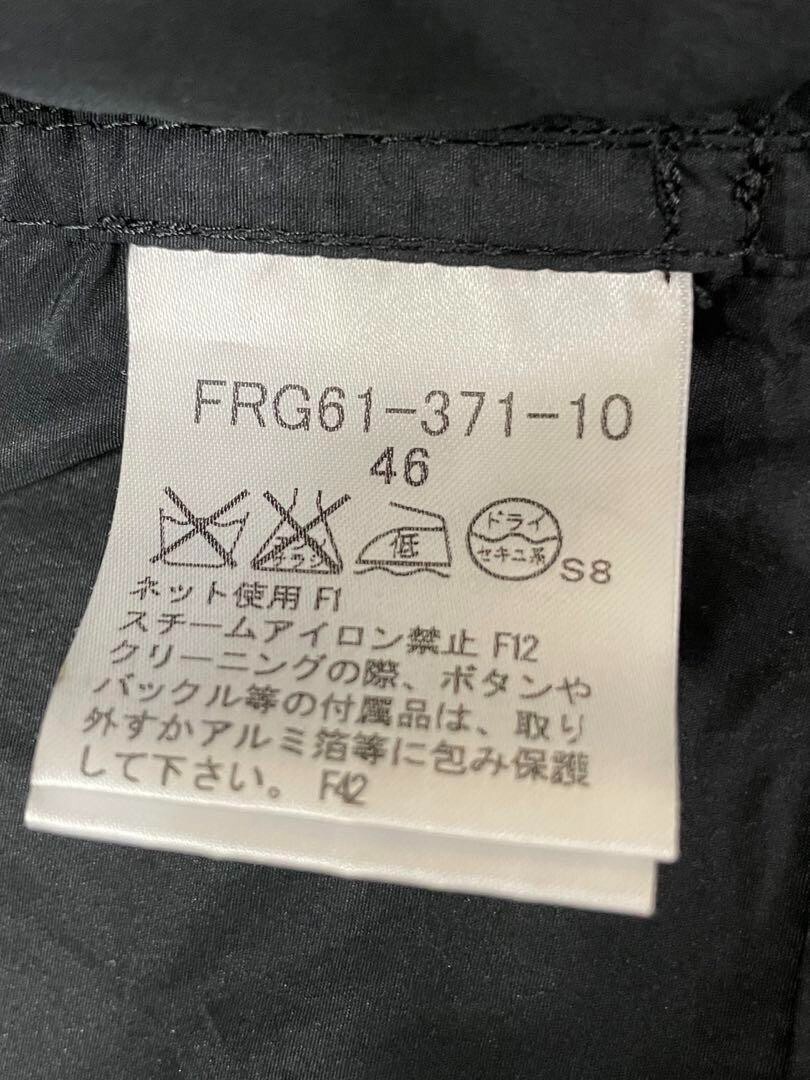 FRG61-371-10
46
エンソ
サラシ
低
ドライ
セキユ系
S8
ネット使用 F1
スチームアイロン禁止 F12
クリーニングの際、ボタンや
バックル等の付属品は、取り
外すかアルミ箔等に包み保護
して下さい。 F42